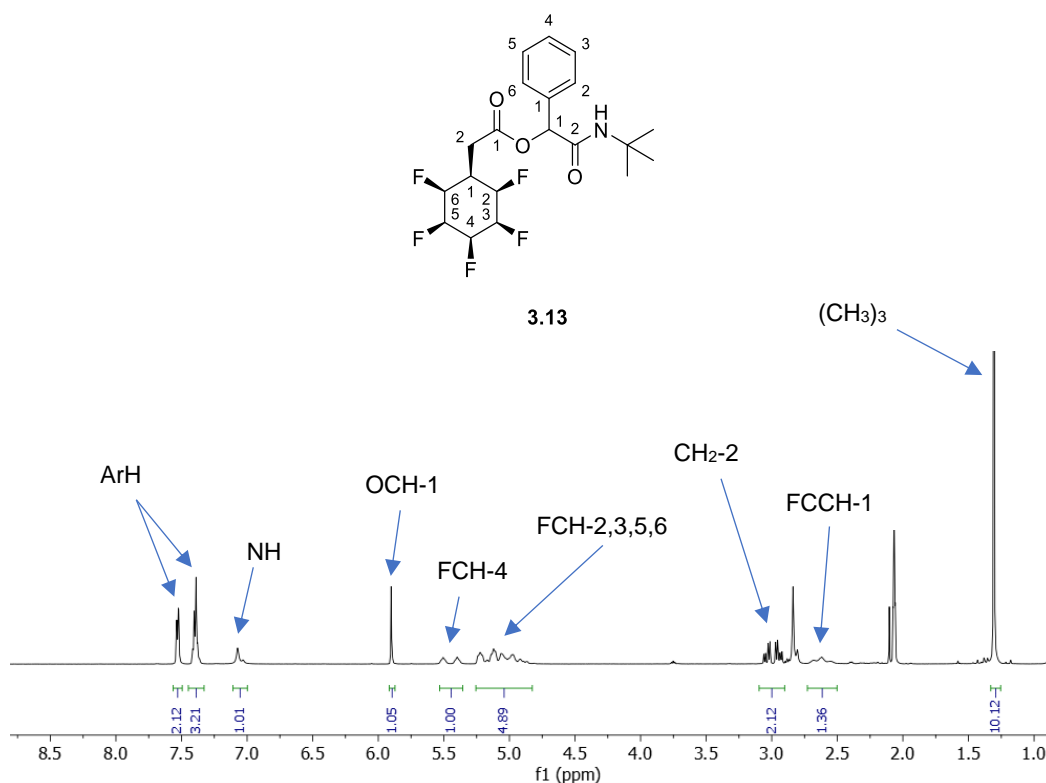 4
5 3
6 2
1
H
O 1 2 N
2
1 O
O
F 1 F
6 2
5 3
4
F F
F
3.13
(CH₃)₃
CH₂-2
ArH OCH-1 FCCH-1
FCH-2,3,5,6
NH FCH-4
2.12 3.21 1.01 1.05 1.00 4.89 2.12 1.36 10.12
8.5 8.0 7.5 7.0 6.5 6.0 5.5 5.0 4.5 4.0 3.5 3.0 2.5 2.0 1.5 1.0
f1 (ppm)